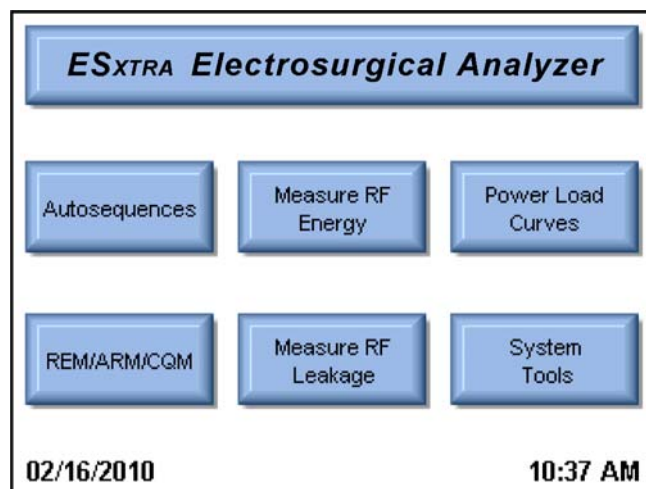 ESXTRA Electrosurgical Analyzer
Autosequences
Measure RF
Energy
Power Load
Curves
REM/ARM/CQM
Measure RF
Leakage
System
Tools
02/16/2010
10:37 AM